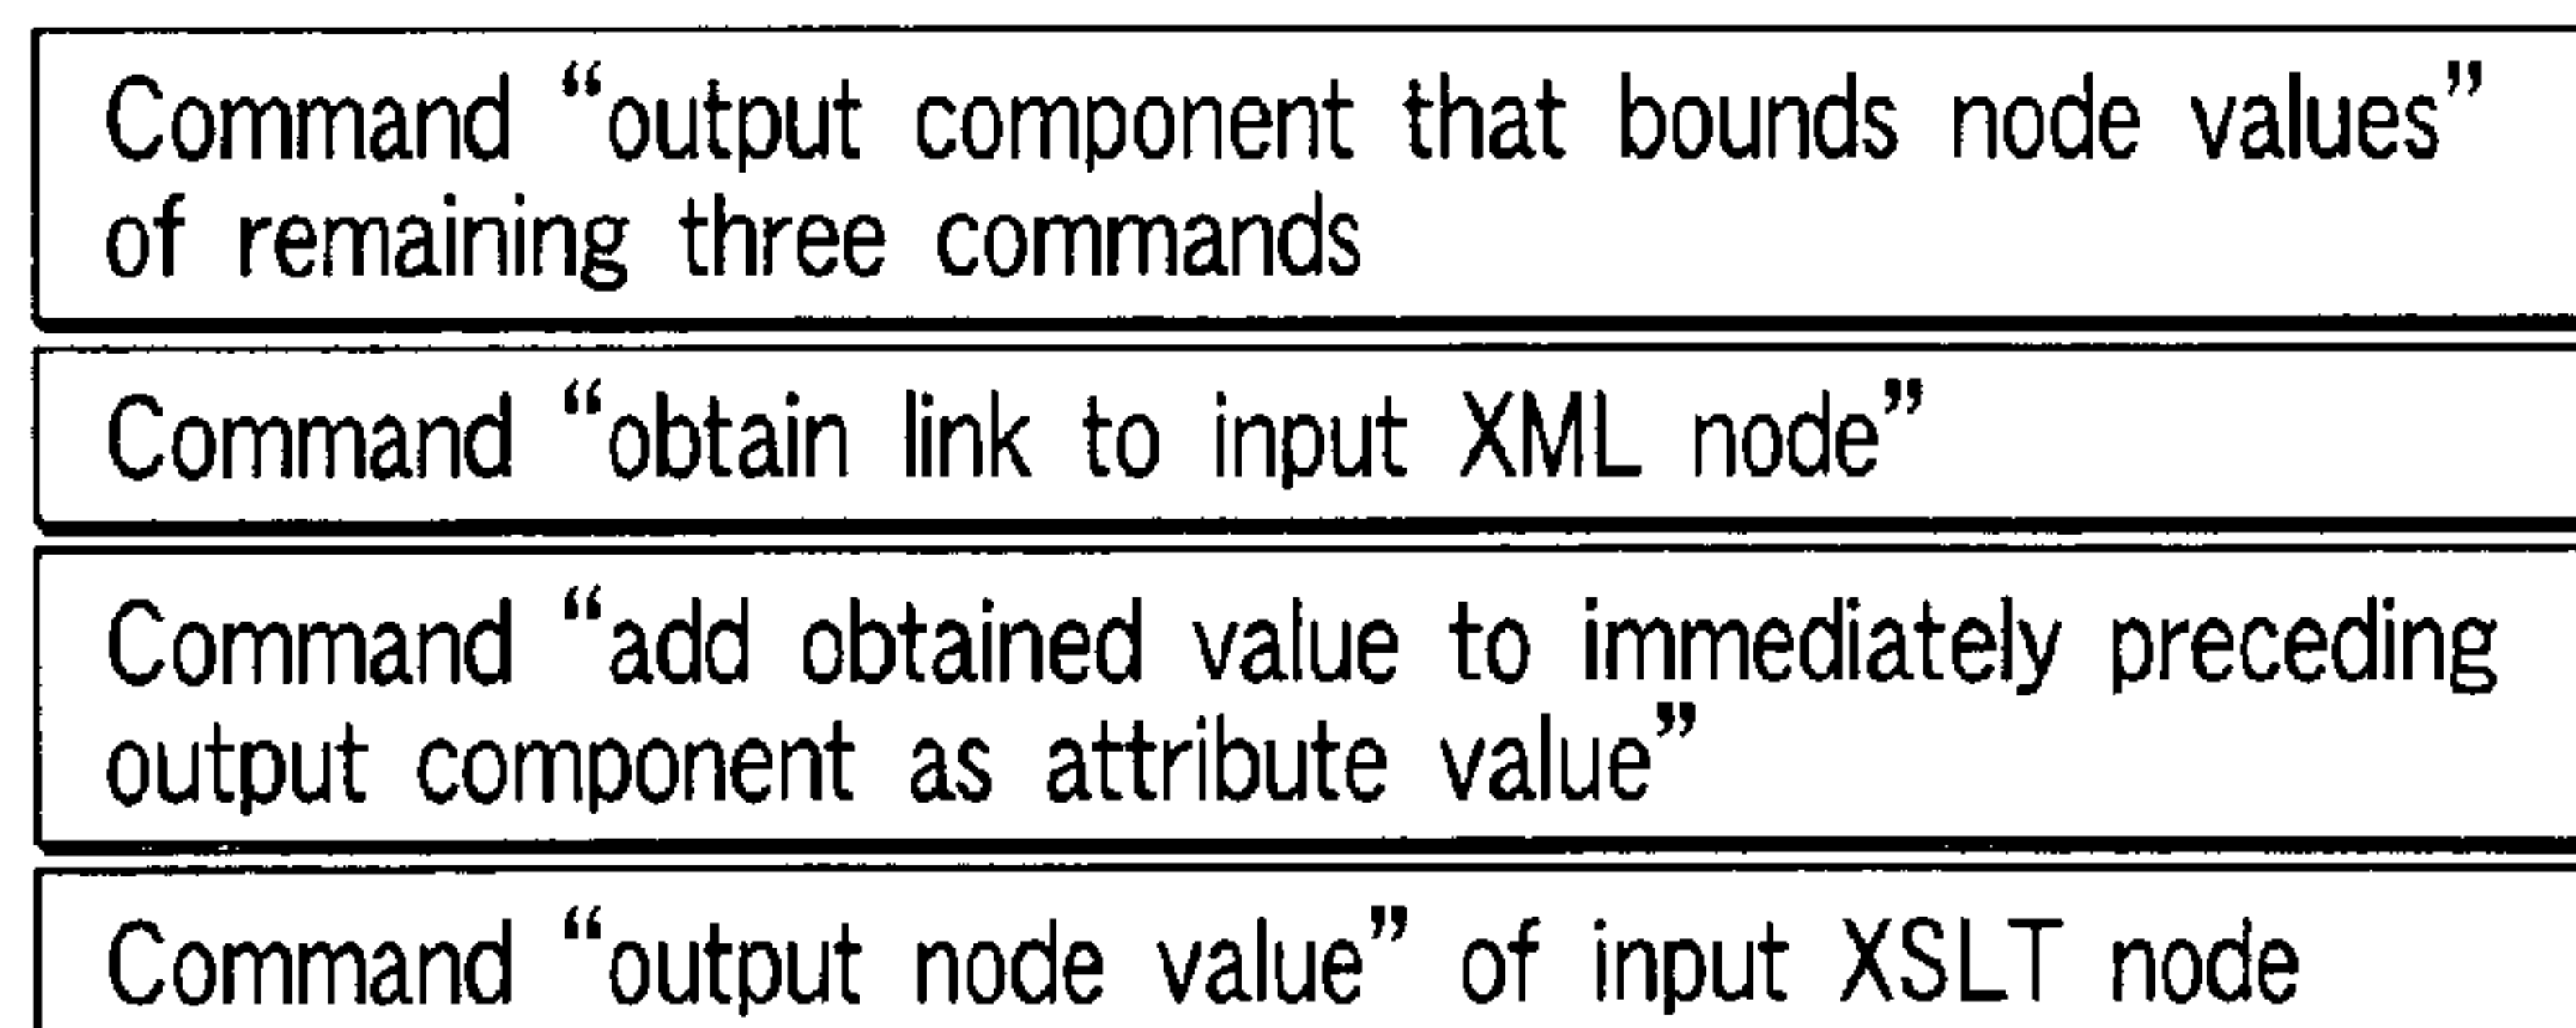 Command “output component that bounds node values”
of remaining three commands
Command “obtain link to input XML node”
Command “add obtained value to immediately preceding
output component as attribute value”
Command “output node value” of input XSLT node